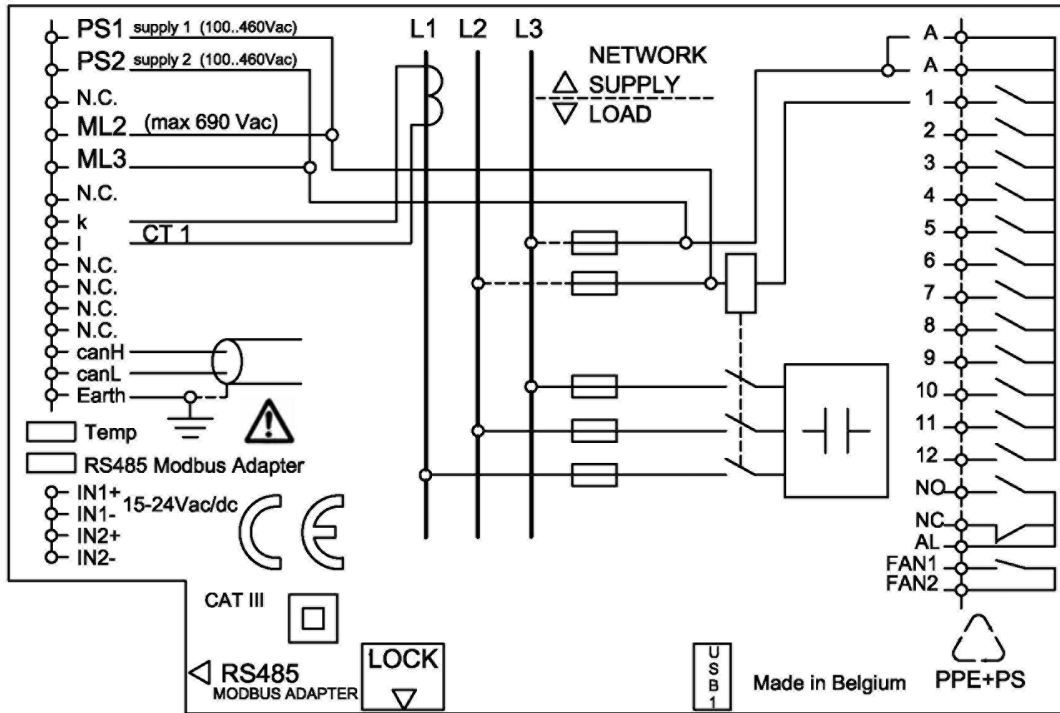 PS1 supply 1 (100..460Vac)
PS2 supply 2 (100..460Vac)
N.C.
ML2 (max 690 Vac)
ML3
N.C.
k
l CT 1
N.C.
N.C.
N.C.
N.C.
canH
canL
Earth
Temp
RS485 Modbus Adapter
IN1+
IN1-
IN2+
IN2-
15-24Vac/dc
CE
CAT III
RS485
MODBUS ADAPTER
LOCK
L1 L2 L3
NETWORK
SUPPLY
LOAD
A
A
1
2
3
4
5
6
7
8
9
10
11
12
NO
NC
AL
FAN1
FAN2
USB1
Made in Belgium
PPE+PS